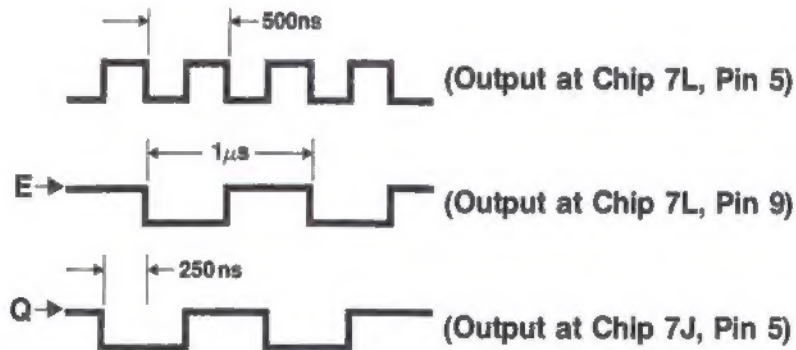 500ns
(Output at Chip 7L, Pin 5)
1μs
E
(Output at Chip 7L, Pin 9)
250ns
Q
(Output at Chip 7J, Pin 5)